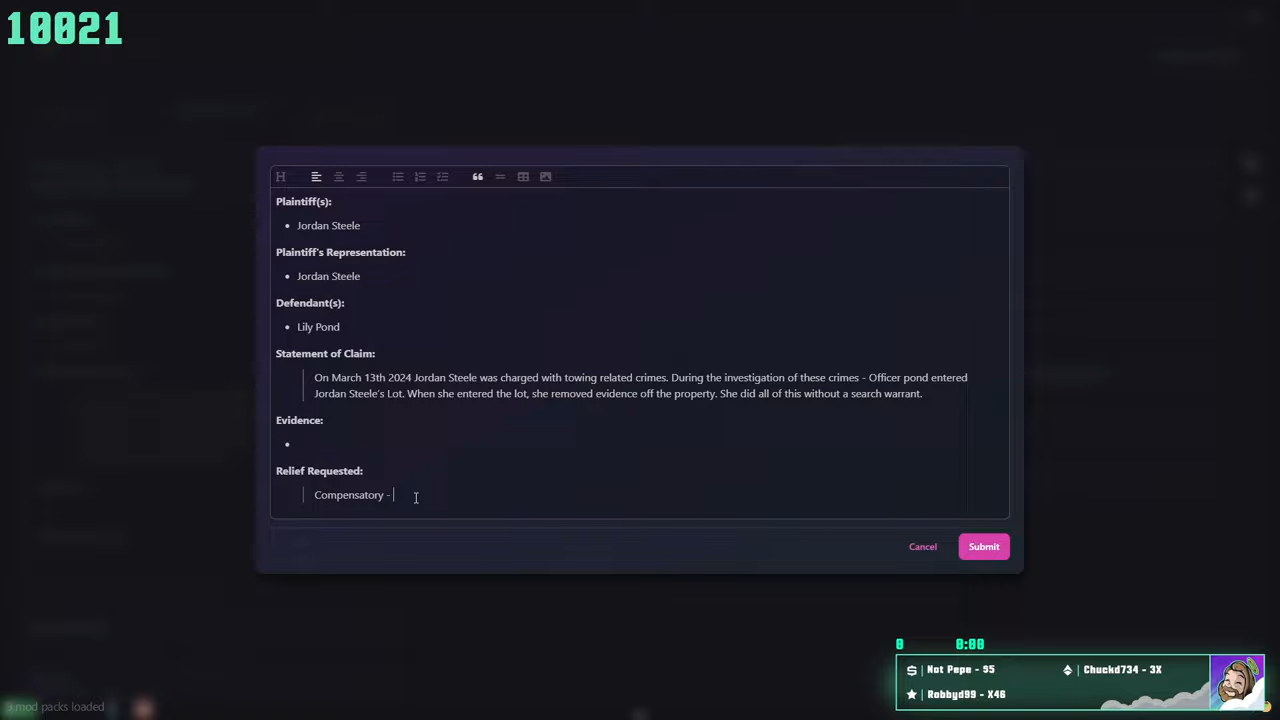 10021
H
Plaintiff(s):
Jordan Steele
Plaintiff's Representation:
Jordan Steele
Defendant(s):
Lily Pond
Statement of Claim:
On March 13th 2024 Jordan Steele was charged with towing related crimes. During the investigation of these crimes - Officer pond entered
Jordan Steele's Lot. When she entered the lot, she removed evidence off the property. She did all of this without a search warrant.
Evidence:
Relief Requested:
Compensatory -
Cancel
Submit
0 0:00
Not Pepe - 95
Chuckd734 - 3X
Robbyd99 - X46
3 mod packs loaded